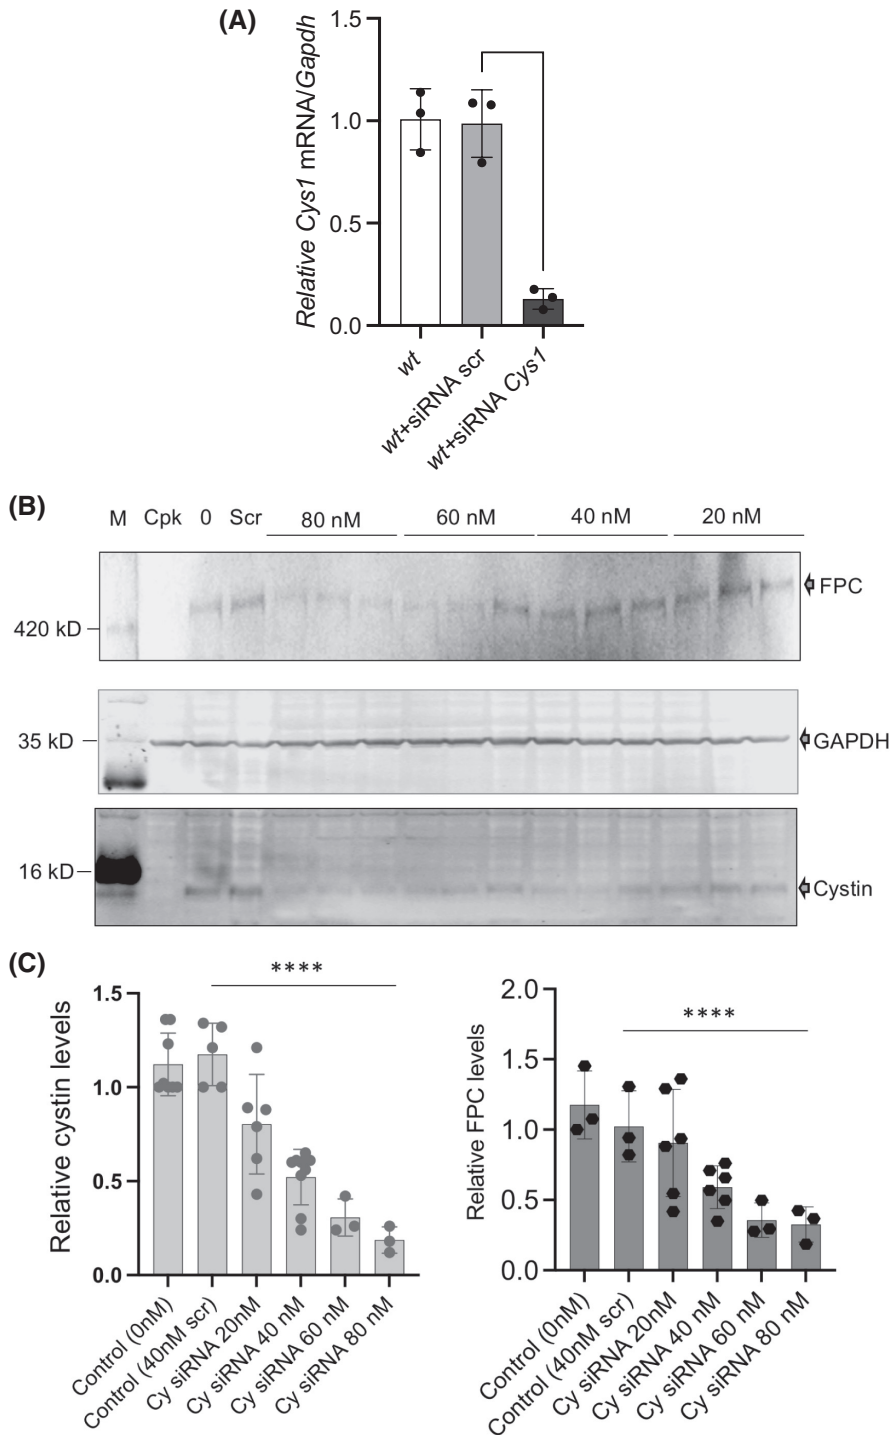 (A)
Relative Cys1 mRNA/Gapdh
1.5
1.0
0.5
0.0
wt
wt+siRNA scr
wt+siRNA Cys1
(B)
M Cpk 0 Scr 80 nM 60 nM 40 nM 20 nM
FPC
420 kD
35 kD
GAPDH
16 kD
Cystin
(C)
****
Relative cystin levels
1.5
1.0
0.5
0.0
Control (0nM)
Control (40nM scr)
Cy siRNA 20nM
Cy siRNA 40 nM
Cy siRNA 60 nM
Cy siRNA 80 nM
****
Relative FPC levels
2.0
1.5
1.0
0.5
0.0
Control (0nM)
Control (40nM scr)
Cy siRNA 20nM
Cy siRNA 40 nM
Cy siRNA 60 nM
Cy siRNA 80 nM